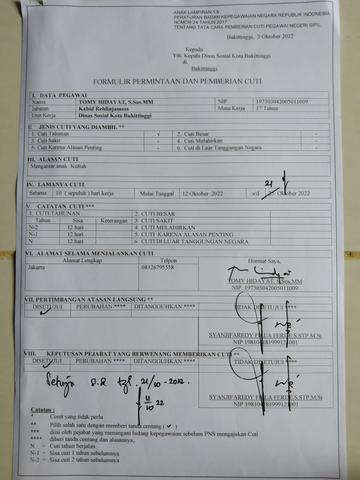 ANAK LAMPIRAN 1.b
PERATURAN BADAN KEPEGAWAIAN NEGARA REPUBLIK INDONESIA
NOMOR 24 TAHUN 2017
TENTANG TATA CARA PEMBERIAN CUTI PEGAWAI NEGERI SIPIL
Bukittinggi, 3 Oktober 2022
Kepada
Yth. Kepala Dinas Sosial Kota Bukittinggi
di
Bukittinggi
FORMULIR PERMINTAAN DAN PEMBERIAN CUTI
I. DATA PEGAWAI
Nama TOMY HIDAYAT, S.Sos,MM NIP
Jabatan Kabid Rehlinjamsos Masa Kerja 17 Tahun
Unit Kerja Dinas Sosial Kota Bukittinggi
II. JENIS CUTI YANG DIAMBIL **
1. Cuti Tahunan √ 2. Cuti Besar -
3. Cuti Sakit - 4. Cuti Melahirkan -
5. Cuti Karena Alasan Penting - 6. Cuti di Luar Tanggungan Negara -
III. ALASAN CUTI
Mengantar anak Kuliah
IV. LAMANYA CUTI
21
Selama 10 ( sepuluh ) hari kerja Mulai Tanggal 12 Oktober 2022 s/d Oktober 2022
V. CATATAN CUTI ***
1. CUTI TAHUNAN 2. CUTI BESAR
Tahun Sisa Keterangan 3. CUTI SAKIT
N-2 12 hari 4. CUTI MELAHIRKAN
N-1 12 hari 5. CUTI KARENA ALASAN PENTING
N 12 hari 6. CUTI DI LUAR TANGGUNGAN NEGARA
VI. ALAMAT SELAMA MENJALANKAN CUTI
Alamat Lengkap Telpon Hormat Saya,
Jakarta 08126795558
TOMY HIDAYAT, S.Sos,MM
NIP.
VII. PERTIMBANGAN ATASAN LANGSUNG **
DISETUJUI PERUBAHAN **** DITANGGUHKAN **** TIDAK DISETUJUI ****
S.STP.M.Si
NIP.
VIII. KEPUTUSAN PEJABAT YANG BERWENANG MEMBERIKAN CUTI **
DISETUJUI PERUBAHAN **** DITANGGUHKAN **** TIDAK DISETUJUI ****
Setuju s.d tgl. 21/10-2022.
11/10 22
S.STP.M.Si
NIP.
Catatan :
* Coret yang tidak perlu
** Pilih salah satu dengan memberi tanda centang ( ✓ )
*** diisi oleh pejabat yang menangani bidang kepegawaian sebelum PNS mengajukan Cuti
**** diberi tanda centang dan alasannya,
N = Cuti tahun berjalan
N-1 = Sisa cuti 1 tahun sebelumnya
N-2 = Sisa cuti 2 tahun sebelumnya